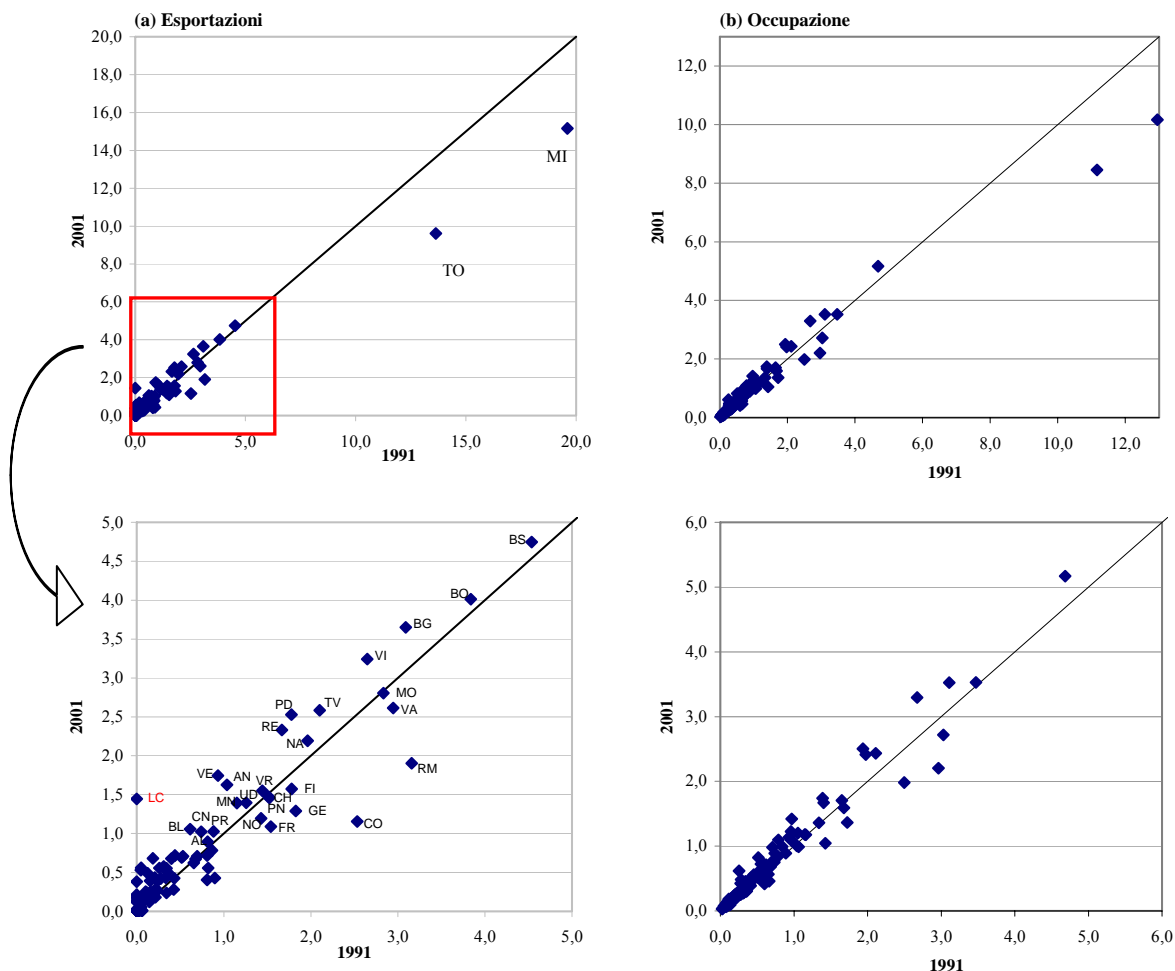 (a) Esportazioni
20,0
18,0
16,0
14,0
12,0
10,0
8,0
6,0
4,0
2,0
0,0
2001
MI
TO
0,0 5,0 10,0 15,0 20,0
1991
(b) Occupazione
12,0
10,0
8,0
6,0
4,0
2,0
0,0
2001
0,0 2,0 4,0 6,0 8,0 10,0 12,0
1991
5,0
4,5
4,0
3,5
3,0
2,5
2,0
1,5
1,0
0,5
0,0
2001
BS
BO
BG
VI
MO
VA
TV
PD
RE
NA
RM
VE
AN
VR
FI
LC
MN
UD
CH
GE
CO
PN
NO
FR
CN
PR
BL
AL
0,0 1,0 2,0 3,0 4,0 5,0
1991
6,0
5,0
4,0
3,0
2,0
1,0
0,0
2001
0,0 1,0 2,0 3,0 4,0 5,0 6,0
1991